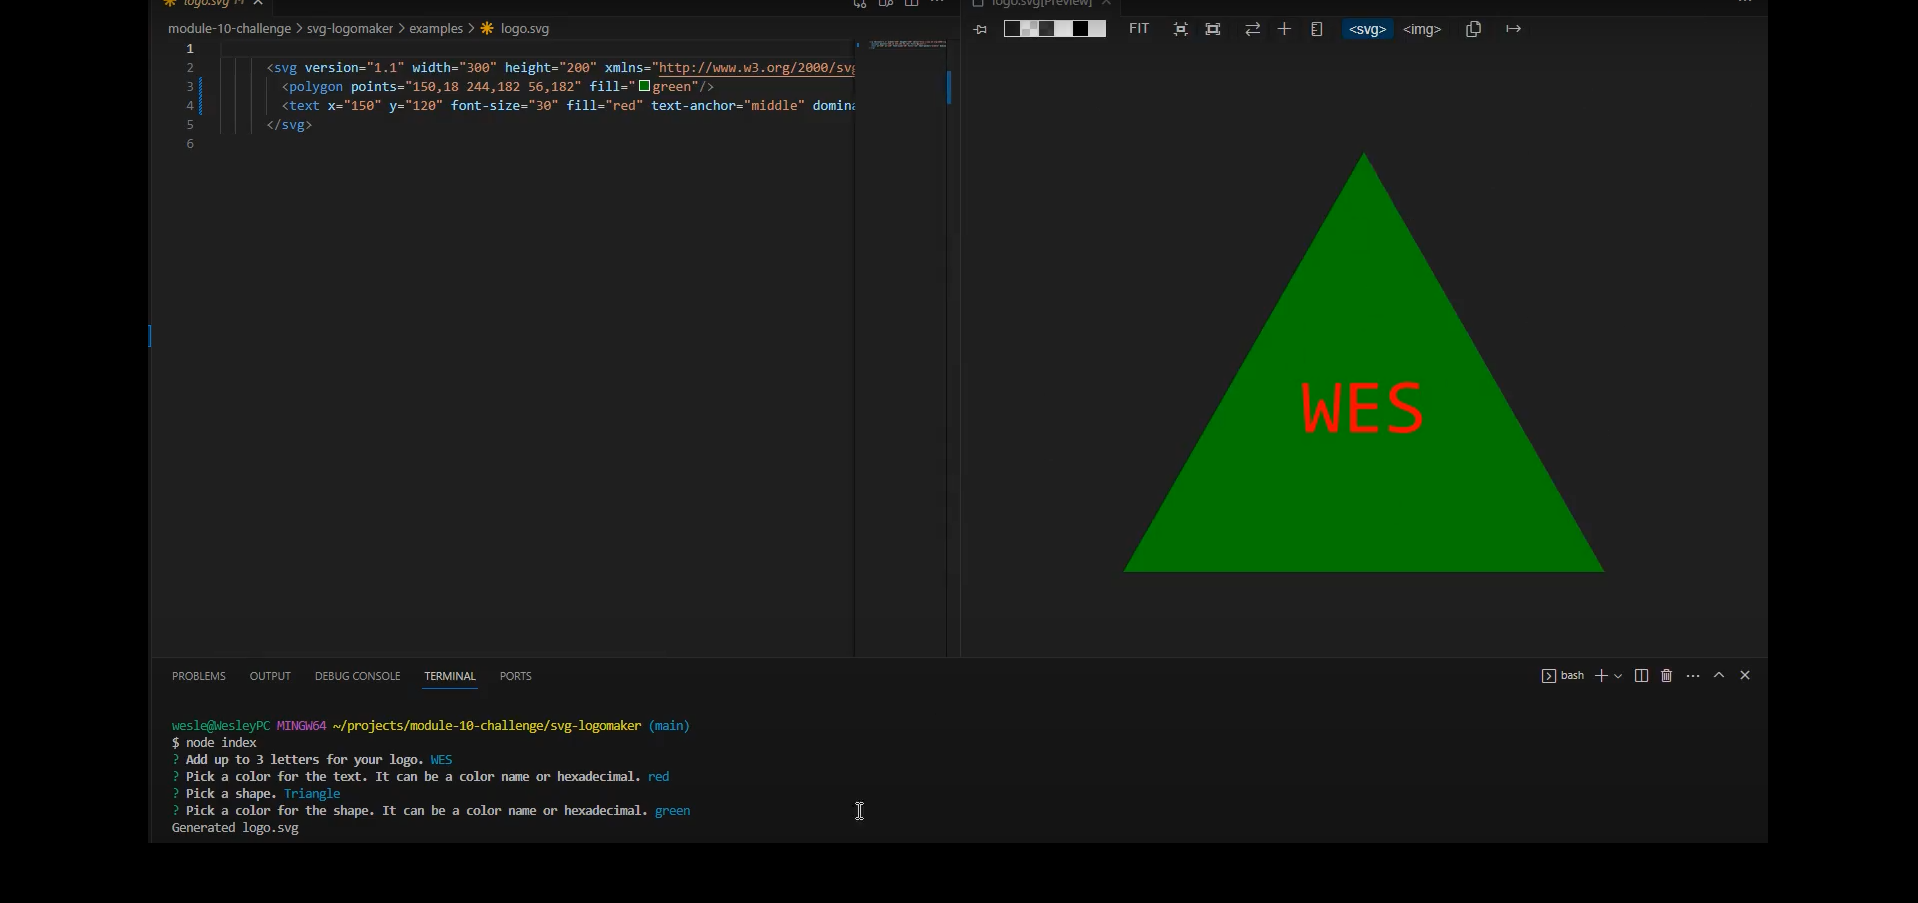 logo.svg M
logo.svg[Preview]
module-10-challenge > svg-logomaker > examples > logo.svg
FIT <svg> <img>
1
2 <svg version="1.1" width="300" height="200" xmlns="http://www.w3.org/2000/svg
3 <polygon points="150,18 244,182 56,182" fill="green"/>
4 <text x="150" y="120" font-size="30" fill="red" text-anchor="middle" domina
5 </svg>
6
WES
PROBLEMS OUTPUT DEBUG CONSOLE TERMINAL PORTS
bash
wesle@WesleyPC MINGW64 ~/projects/module-10-challenge/svg-logomaker (main)
$ node index
? Add up to 3 letters for your logo. WES
? Pick a color for the text. It can be a color name or hexadecimal. red
? Pick a shape. Triangle
? Pick a color for the shape. It can be a color name or hexadecimal. green
Generated logo.svg